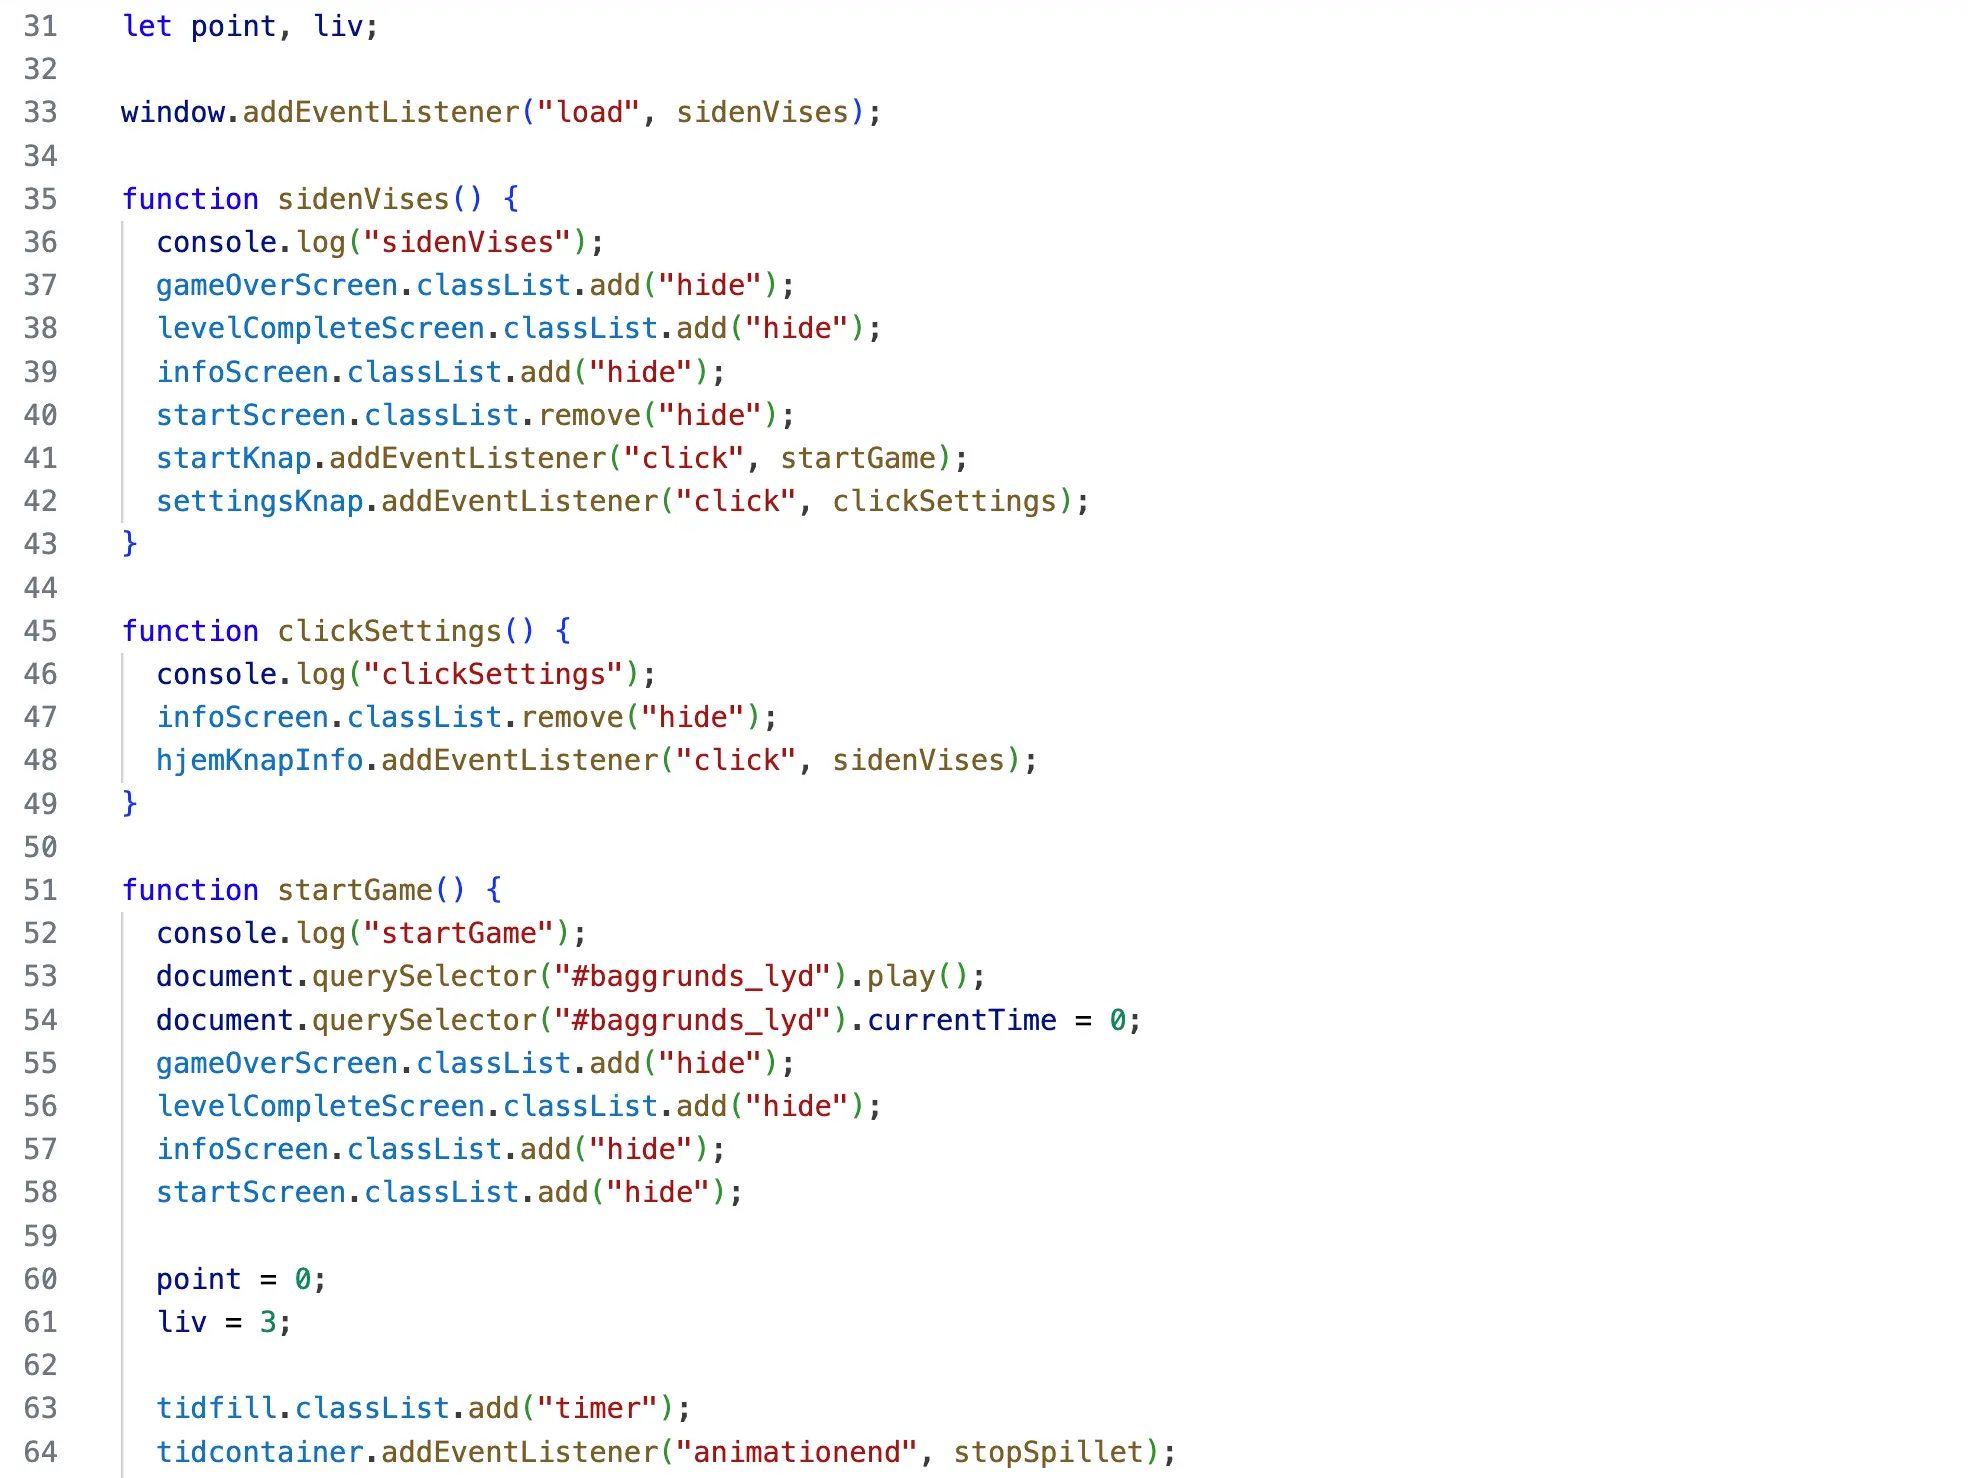 31 let point, liv;
32
33 window.addEventListener("load", sidenVises);
34
35 function sidenVises() {
36   console.log("sidenVises");
37   gameOverScreen.classList.add("hide");
38   levelCompleteScreen.classList.add("hide");
39   infoScreen.classList.add("hide");
40   startScreen.classList.remove("hide");
41   startKnap.addEventListener("click", startGame);
42   settingsKnap.addEventListener("click", clickSettings);
43 }
44
45 function clickSettings() {
46   console.log("clickSettings");
47   infoScreen.classList.remove("hide");
48   hjemKnapInfo.addEventListener("click", sidenVises);
49 }
50
51 function startGame() {
52   console.log("startGame");
53   document.querySelector("#baggrunds_lyd").play();
54   document.querySelector("#baggrunds_lyd").currentTime = 0;
55   gameOverScreen.classList.add("hide");
56   levelCompleteScreen.classList.add("hide");
57   infoScreen.classList.add("hide");
58   startScreen.classList.add("hide");
59
60   point = 0;
61   liv = 3;
62
63   tidfill.classList.add("timer");
64   tidcontainer.addEventListener("animationend", stopSpillet);